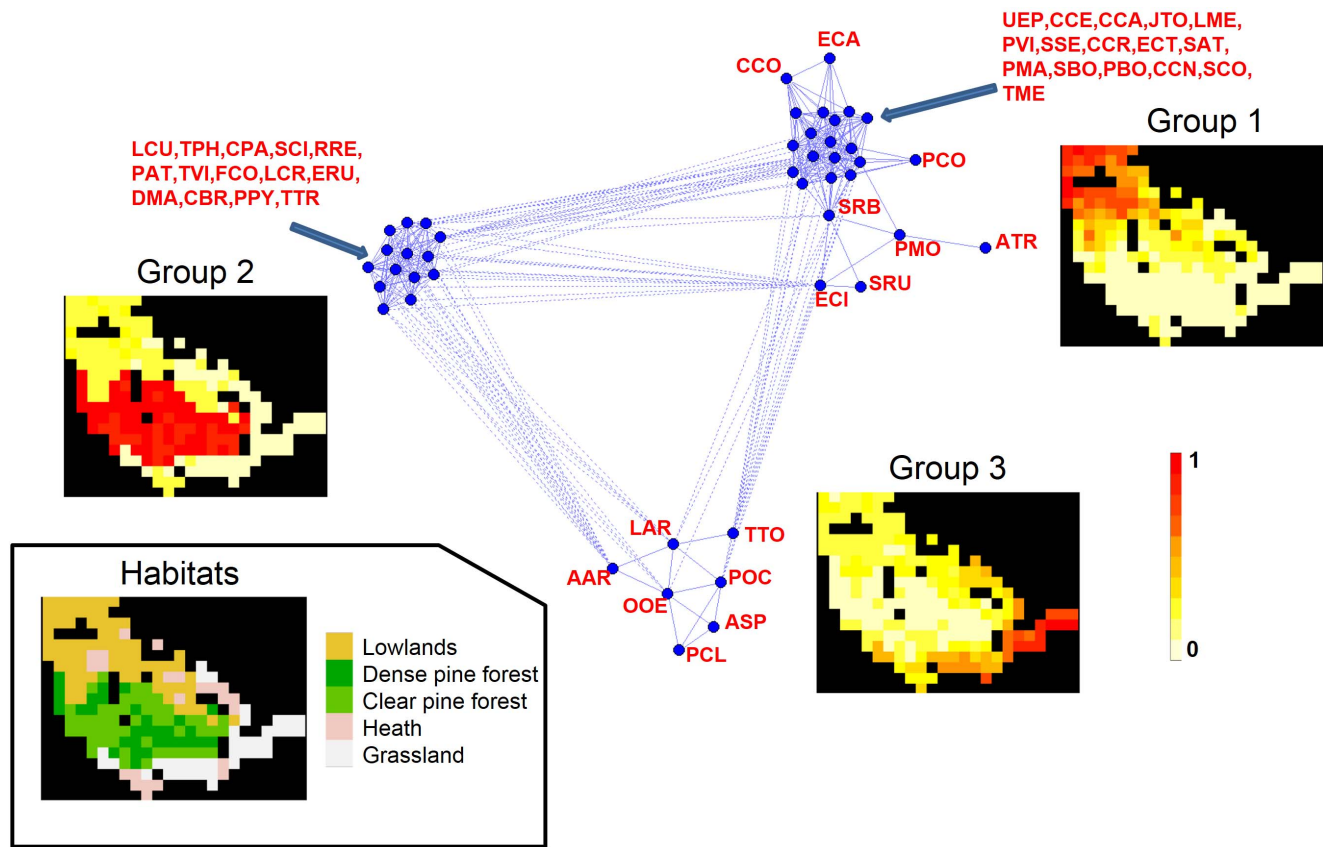 UEP,CCE,CCA,JTO,LME,
PVI,SSE,CCR,ECT,SAT,
PMA,SBO,PBO,CCN,SCO,
TME
ECA
CCO
Group 1
LCU,TPH,CPA,SCI,RRE,
PAT,TVI,FCO,LCR,ERU,
DMA,CBR,PPY,TTR
PCO
SRB
PMO
ATR
Group 2
ECI
SRU
Group 3
1
0
LAR
TTO
AAR
POC
OOE
ASP
PCL
Habitats
Lowlands
Dense pine forest
Clear pine forest
Heath
Grassland